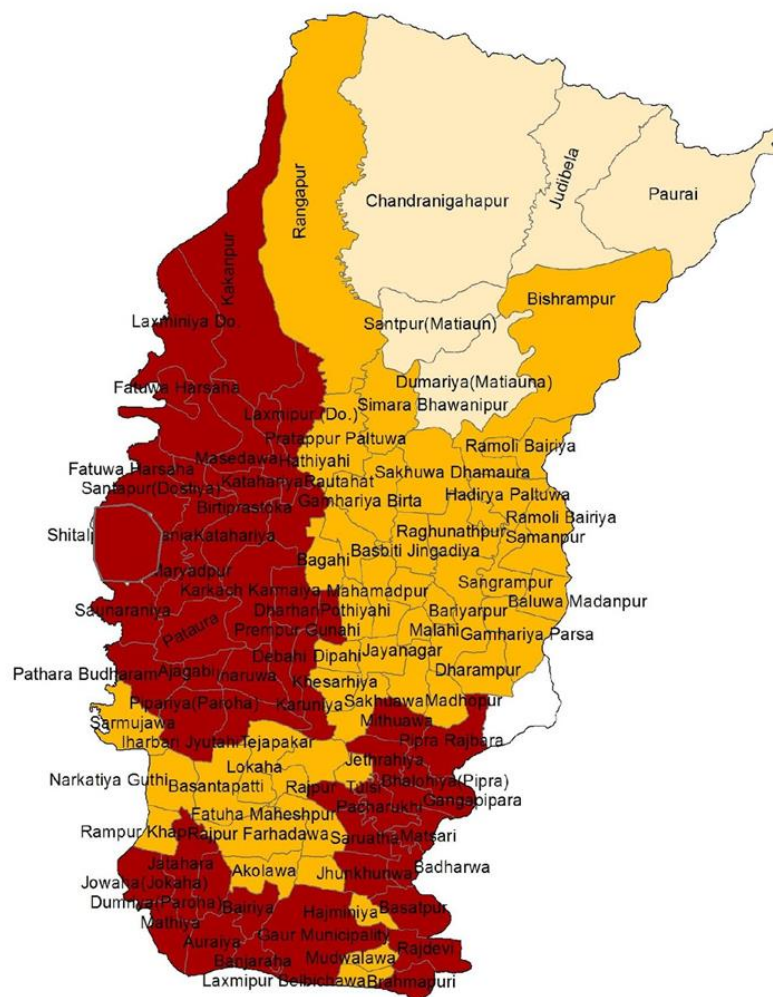 Rangapur
Chandranigahapur
Judibela
Paurai
Kakanpur
Bishrampur
Laxminiya Do.
Santpur(Matiaun)
Fatuwa Harsaha
Dumariya(Matiauna)
Simara Bhawanipur
Laxmipur (Do.)
Pratappur Paltuwa
Ramoli Bairiya
Masedawa
Hathiyahi
Fatuwa Harsaha
Sakhuwa Dhamaura
Katahariya
Rautahat
Santapur(Dostiya)
Gamhariya Birta
Hadirya Paltuwa
Birtiprastoka
Ramoli Bairiya
Raghunathpur
Samanpur
Katahariya
Basbiti Jingadiya
Bagahi
Maryadpur
Sangrampur
Karkach Karmaiya
Mahamadpur
Baluwa Madanpur
Saunaraniya
Dharhari
Pothiyahi
Bariyarpur
Pataura
Prempur Gunahi
Malahi
Gamhariya Parsa
Jayanagar
Debahi
Dipahi
Dharampur
Pathara Budharam
Ajagabi
Inaruwa
Khesarhiya
Pipariya(Paroha)
Karuniya
Sakhuawa
Madhopur
Sarmujawa
Mithuawa
Iharbari Jyutahi
Tejapakar
Pipra Rajbara
Jethrahiya
Lokaha
Narkatiya Guthi
Basantapatti
Rajpur
Tulsi
Bhalohiya(Pipra)
Pacharukhi
Gangapipara
Fatuha Maheshpur
Rampur Khap
Rajpur Farhadawa
Saruatha
Matsari
Jatahara
Akolawa
Jhunkhunwa
Badharwa
Jowaha(Jokaha)
Dumriya(Paroha)
Bairiya
Hajminiya
Basatpur
Mathiya
Gaur Municipality
Auraiya
Rajdevi
Banjaraha
Mudwalawa
Laxmipur Belbichawa
Brahmapuri